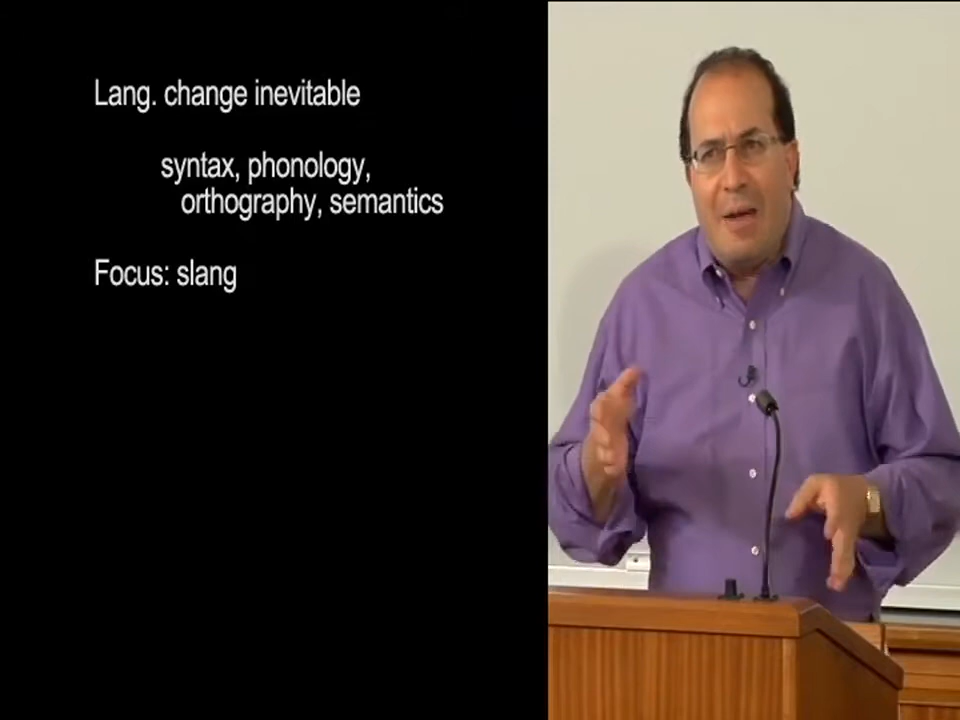 Lang. change inevitable
syntax, phonology,
orthography, semantics
Focus: slang